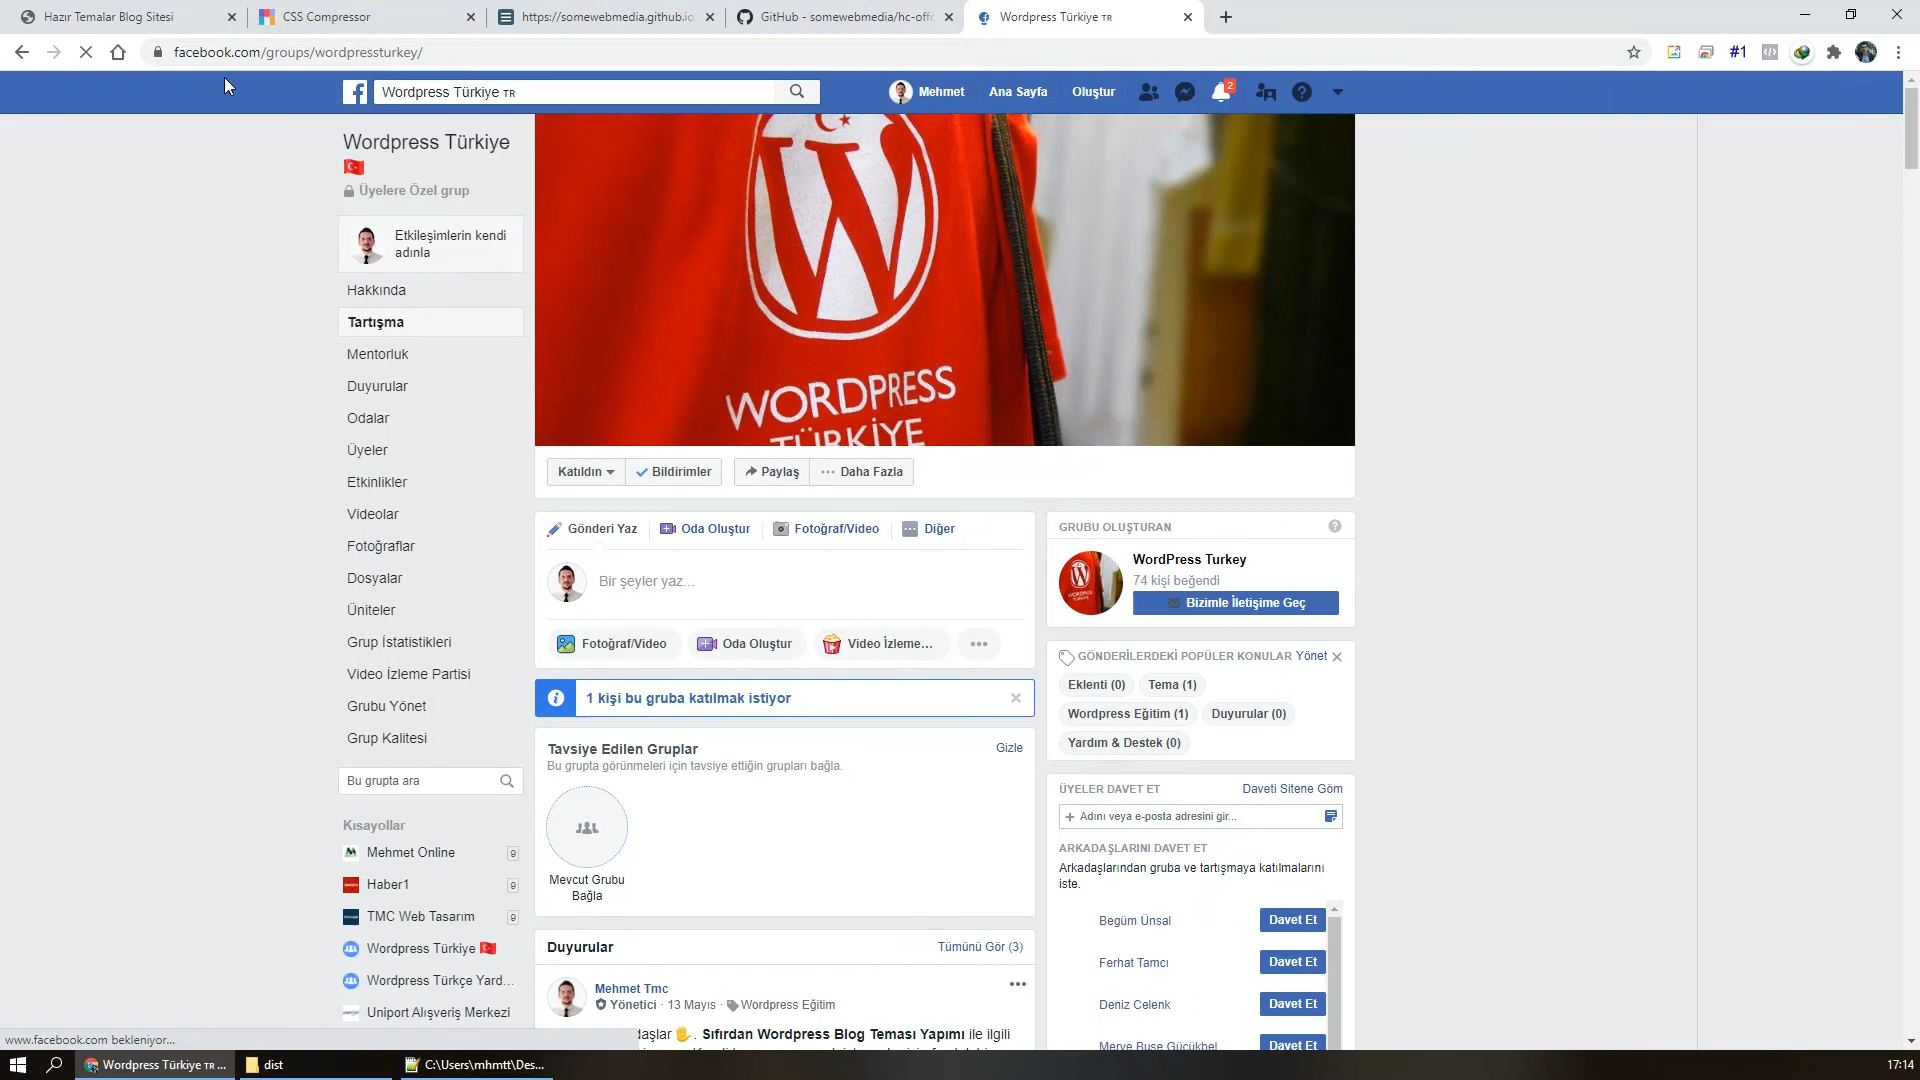 Hazır Temalar Blog Sitesi
CSS Compressor
https://somewebmedia.github.io
GitHub - somewebmedia/hc-offc
Wordpress Türkiye TR
facebook.com/groups/wordpressturkey/
#1
Wordpress Türkiye TR
Mehmet
Ana Sayfa
Oluştur
2
Wordpress Türkiye
Üyelere Özel grup
Etkileşimlerin kendi
adınla
Hakkında
Tartışma
Mentorluk
Duyurular
Odalar
Üyeler
Etkinlikler
Videolar
Fotoğraflar
Dosyalar
Üniteler
Grup İstatistikleri
Video İzleme Partisi
Grubu Yönet
Grup Kalitesi
Bu grupta ara
Kısayollar
Mehmet Online 9
Haber1 9
TMC Web Tasarım 9
Wordpress Türkiye
Wordpress Türkçe Yard...
Uniport Alışveriş Merkezi
WORDPRESS
TÜRKİYE
Katıldın
Bildirimler
Paylaş
Daha Fazla
Gönderi Yaz
Oda Oluştur
Fotoğraf/Video
Diğer
Bir şeyler yaz...
Fotoğraf/Video
Oda Oluştur
Video İzleme...
1 kişi bu gruba katılmak istiyor
Tavsiye Edilen Gruplar
Gizle
Bu grupta görünmeleri için tavsiye ettiğin grupları bağla.
Mevcut Grubu
Bağla
Duyurular
Tümünü Gör (3)
Mehmet Tmc
Yönetici · 13 Mayıs · Wordpress Eğitim
daşlar ✋. Sıfırdan Wordpress Blog Teması Yapımı ile ilgili
GRUBU OLUŞTURAN
WordPress Turkey
74 kişi beğendi
Bizimle İletişime Geç
GÖNDERİLERDEKİ POPÜLER KONULAR Yönet
Eklenti (0)
Tema (1)
Wordpress Eğitim (1)
Duyurular (0)
Yardım & Destek (0)
ÜYELER DAVET ET
Daveti Sitene Göm
+ Adını veya e-posta adresini gir...
ARKADAŞLARINI DAVET ET
Arkadaşlarından gruba ve tartışmaya katılmalarını
iste.
Begüm Ünsal
Davet Et
Ferhat Tamcı
Davet Et
Deniz Celenk
Davet Et
Merve Buse Gücükbel
Davet Et
www.facebook.com bekleniyor...
Wordpress Türkiye TR ...
dist
C:\Users\mhmtt\Des...
17:14